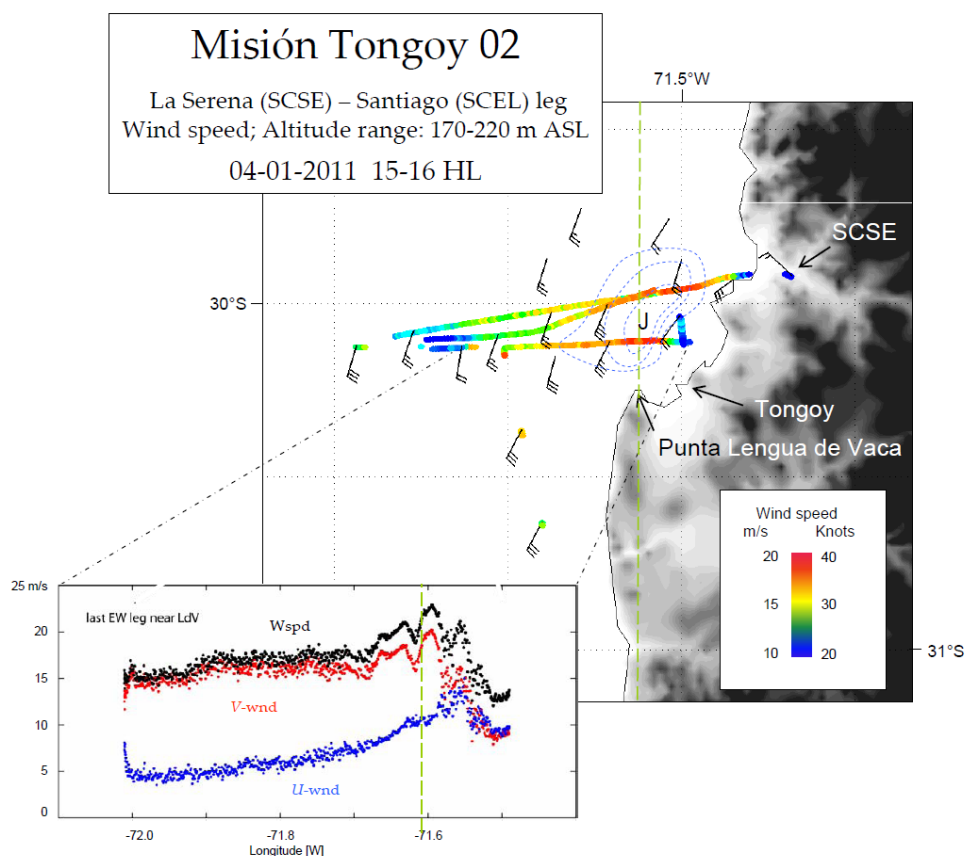 Misión Tongoy 02
La Serena (SCSE) – Santiago (SCEL) leg
Wind speed; Altitude range: 170-220 m ASL
04-01-2011  15-16 HL
71.5°W
SCSE
30°S
J
Tongoy
Punta Lengua de Vaca
Wind speed
m/s Knots
20 40
15 30
10 20
31°S
25 m/s
last EW leg near LdV
Wspd
20
15
V-wnd
10
5
U-wnd
0
-72.0 -71.8 -71.6
Longitude [W]